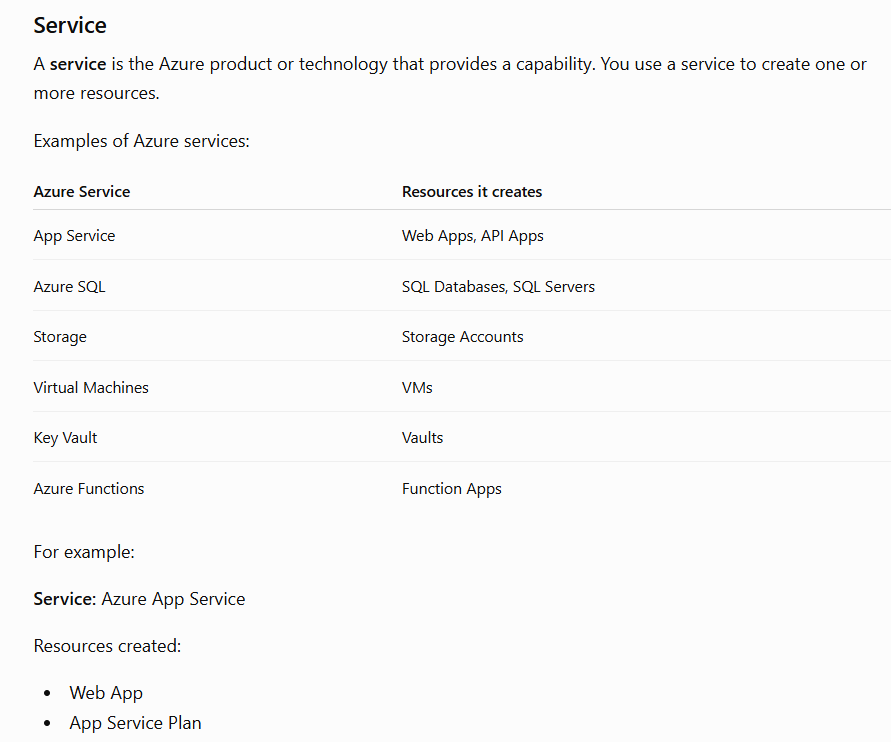 Service
A service is the Azure product or technology that provides a capability. You use a service to create one or
more resources.
Examples of Azure services:
Azure Service Resources it creates
App Service Web Apps, API Apps
Azure SQL SQL Databases, SQL Servers
Storage Storage Accounts
Virtual Machines VMs
Key Vault Vaults
Azure Functions Function Apps
For example:
Service: Azure App Service
Resources created:
• Web App
• App Service Plan